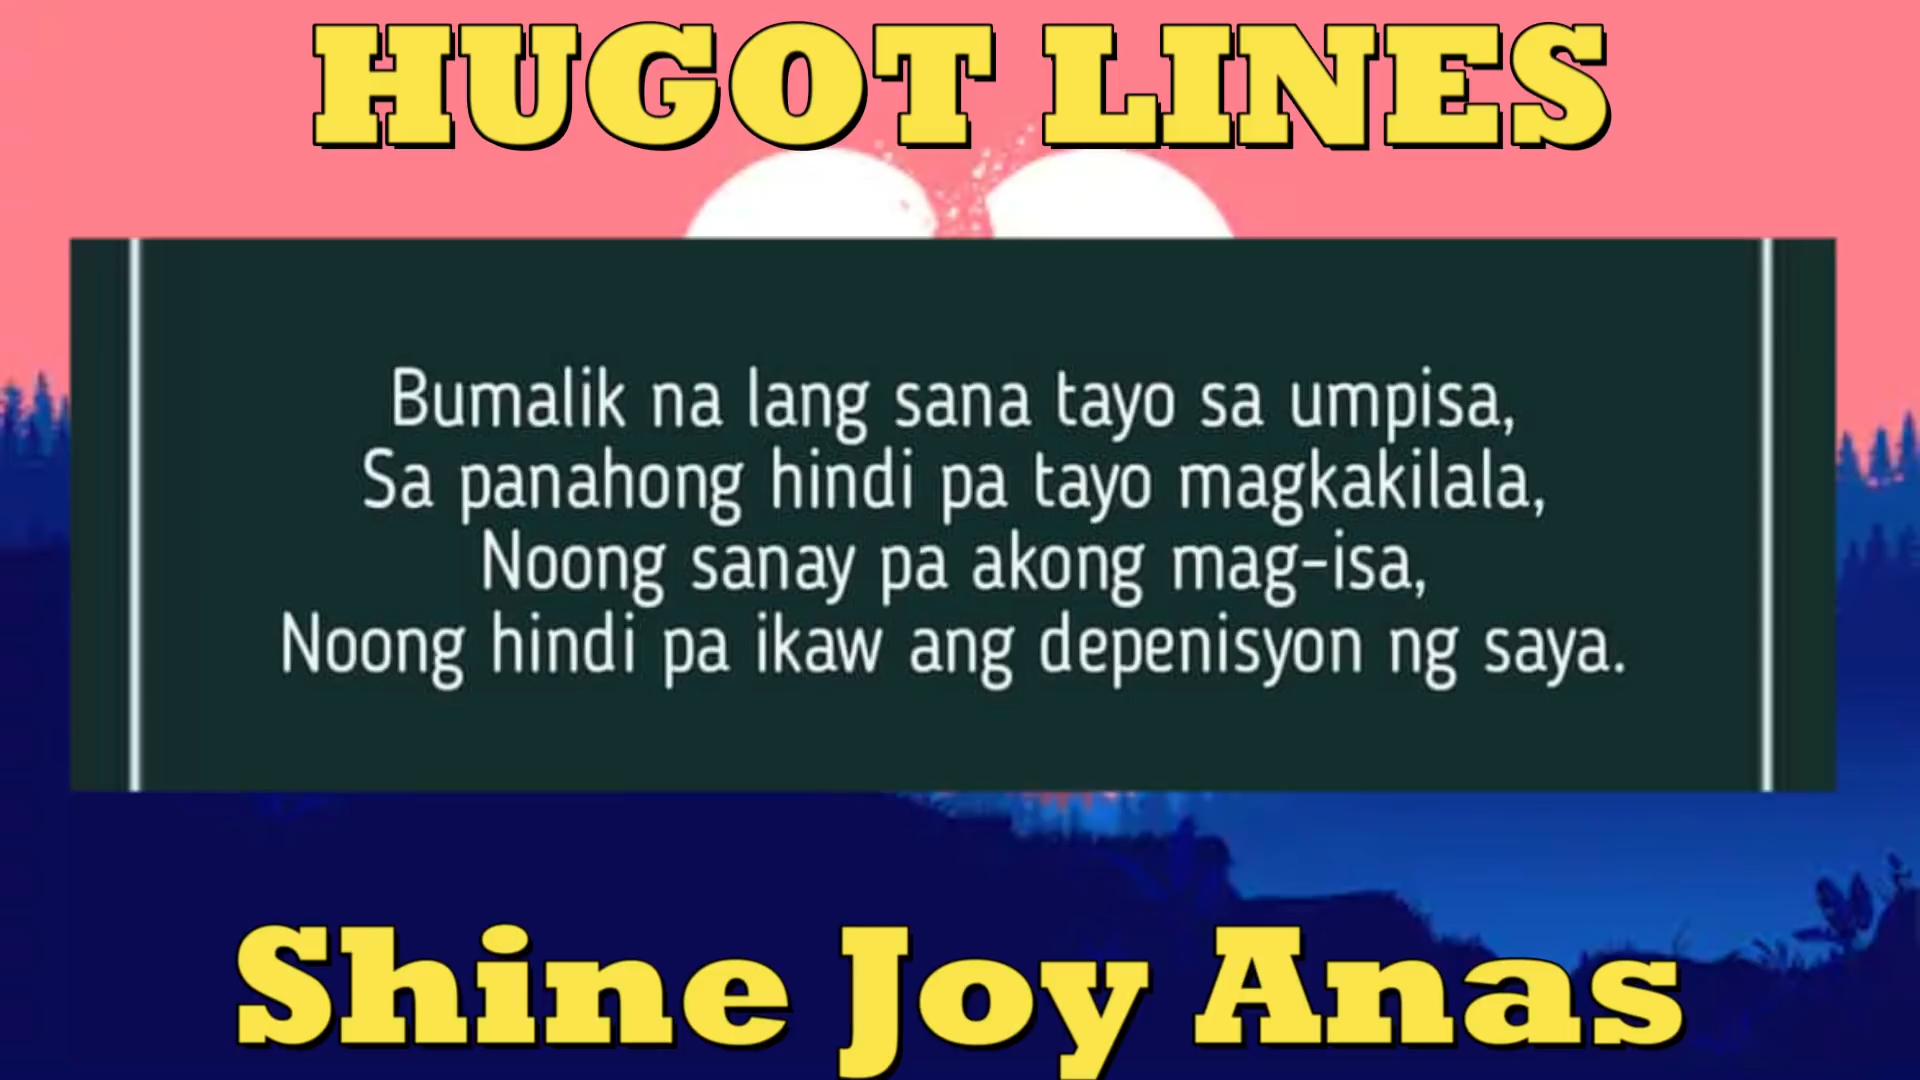 HUGOT LINES
Bumalik na lang sana tayo sa umpisa,
Sa panahong hindi pa tayo magkakilala,
Noong sanay pa akong mag-isa,
Noong hindi pa ikaw ang depenisyon ng saya.
Shine Joy Anas